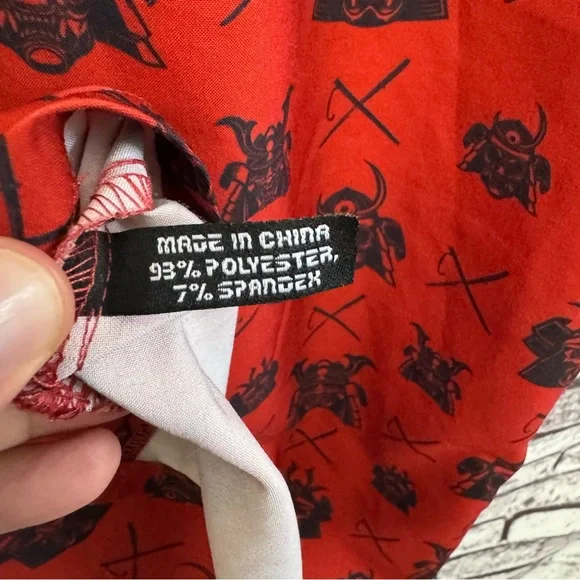 MADE IN CHINA
93% POLYESTER,
7% SPANDEX